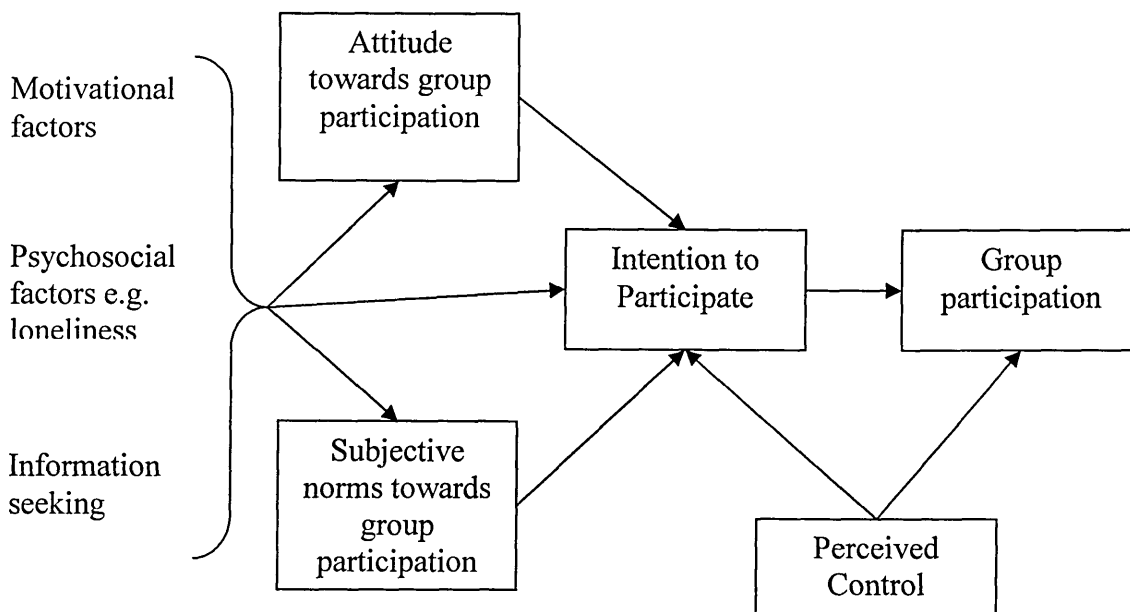 Motivational
factors
Psychosocial
factors e.g.
loneliness
Information
seeking
Attitude
towards group
participation
Subjective
norms towards
group
participation
Intention to
Participate
Group
participation
Perceived
Control